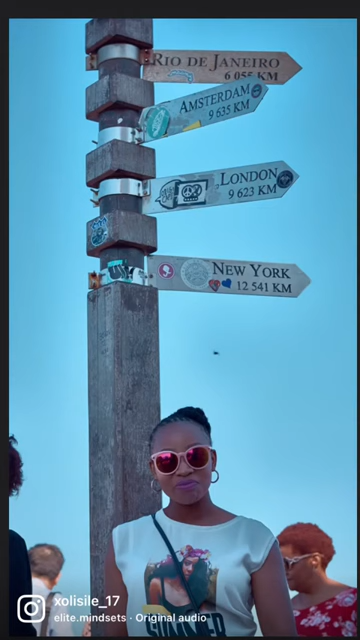 RIO DE JANEIRO
6 055 KM
AMSTERDAM
9 635 KM
LONDON
9 623 KM
NEW YORK
12 541 KM
SUMMER
xolisile_17
elite.mindsets · Original audio